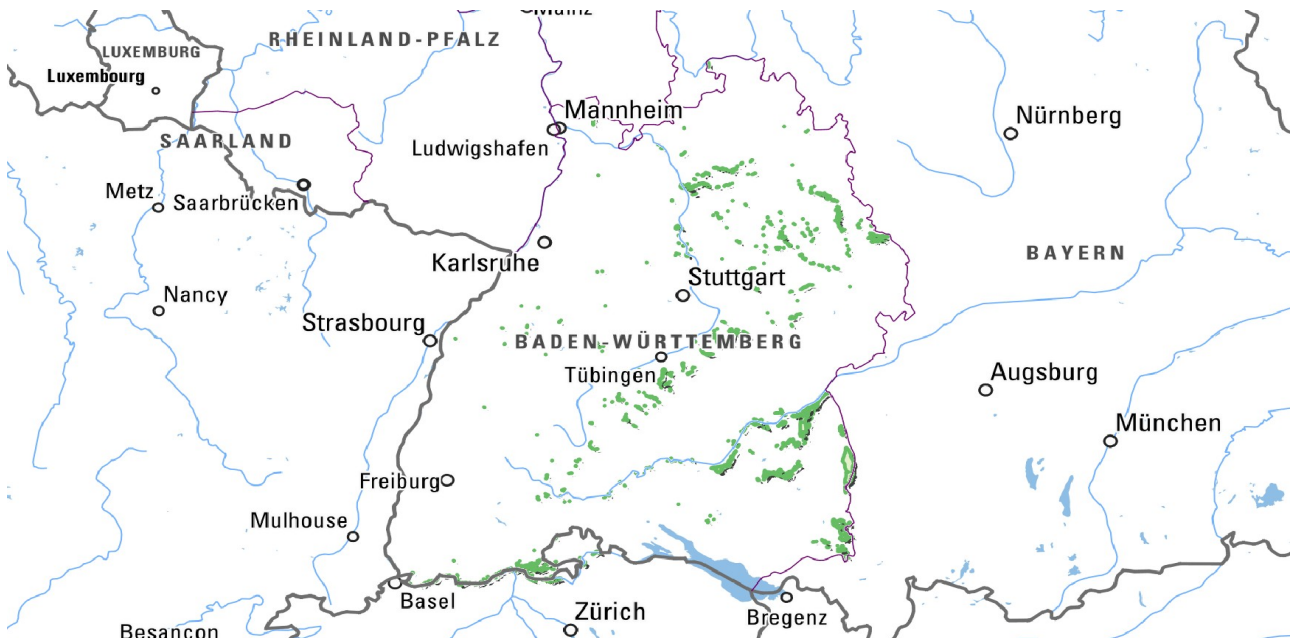 Mainz
RHEINLAND-PFALZ
LUXEMBURG
Luxembourg
Mannheim
Nürnberg
SAARLAND
Ludwigshafen
Metz
Saarbrücken
Karlsruhe
BAYERN
Stuttgart
Nancy
Strasbourg
BADEN-WÜRTTEMBERG
Tübingen
Augsburg
München
Freiburg
Mulhouse
Basel
Zürich
Bregenz
Besancon